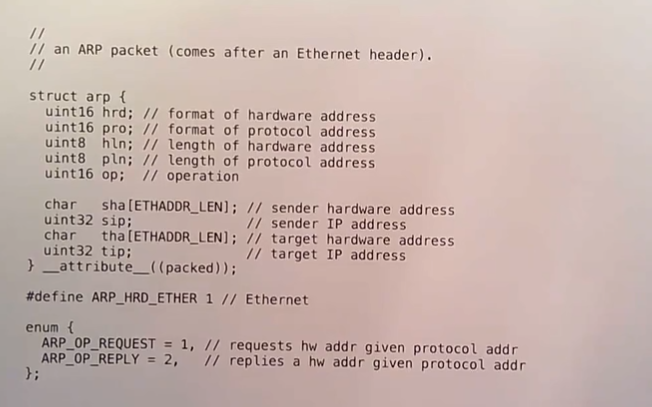 //
// an ARP packet (comes after an Ethernet header).
//
struct arp {
  uint16 hrd; // format of hardware address
  uint16 pro; // format of protocol address
  uint8  hln; // length of hardware address
  uint8  pln; // length of protocol address
  uint16 op;  // operation

  char   sha[ETHADDR_LEN]; // sender hardware address
  uint32 sip;              // sender IP address
  char   tha[ETHADDR_LEN]; // target hardware address
  uint32 tip;              // target IP address
} __attribute__((packed));

#define ARP_HRD_ETHER 1 // Ethernet

enum {
  ARP_OP_REQUEST = 1, // requests hw addr given protocol addr
  ARP_OP_REPLY = 2,   // replies a hw addr given protocol addr
};